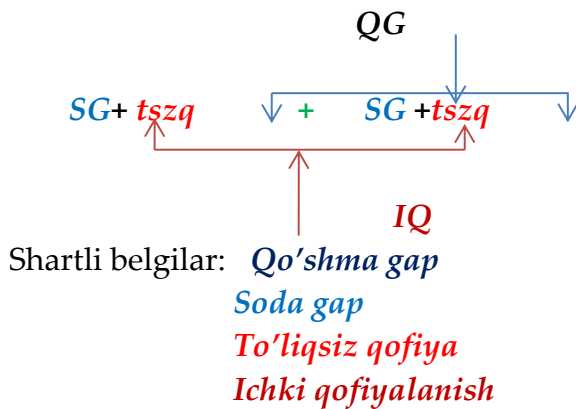 QG
SG+ tszq + SG +tszq
IQ
Shartli belgilar: Qo’shma gap
Soda gap
To’liqsiz qofiya
Ichki qofiyalanish